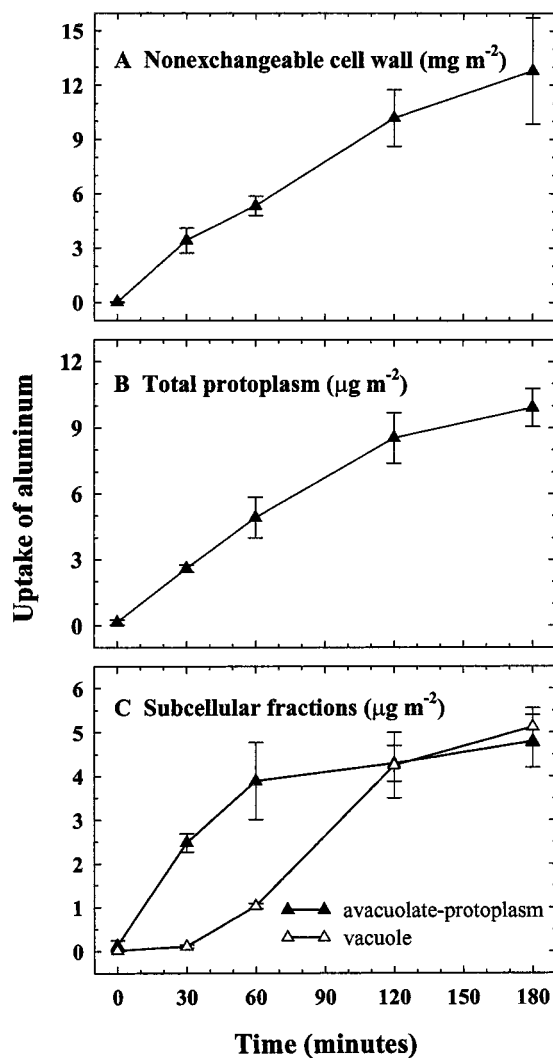 15
A Nonexchangeable cell wall (mg m⁻²)
12
9
6
3
0
12
B Total protoplasm (μg m⁻²)
9
6
3
0
Uptake of aluminum
6
C Subcellular fractions (μg m⁻²)
5
4
3
2
1
0
avacuolate-protoplasm
vacuole
0 30 60 90 120 150 180
Time (minutes)